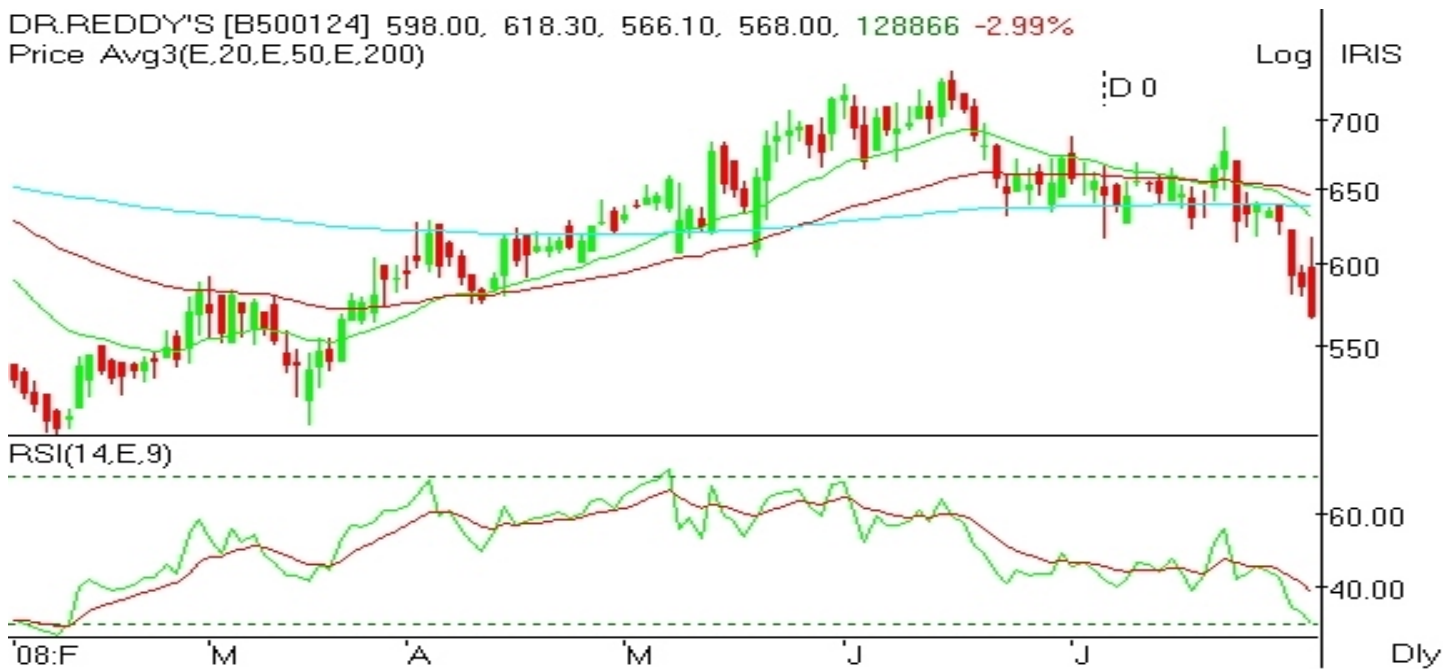 DR.REDDY'S [B500124] 598.00, 618.30, 566.10, 568.00, 128866 -2.99%
Price Avg3(E,20,E,50,E,200) Log IRIS
D 0
700
650
600
550
RSI(14,E,9)
60.00
40.00
'08:F 'M 'A 'M 'J 'J Dly